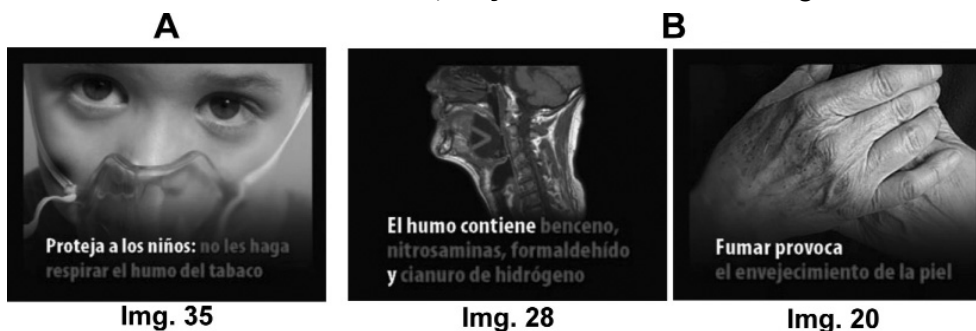 A
B
Proteja a los niños: no les haga
respirar el humo del tabaco
El humo contiene benceno,
nitrosaminas, formaldehído
y cianuro de hidrógeno
Fumar provoca
el envejecimiento de la piel
Img. 35
Img. 28
Img. 20